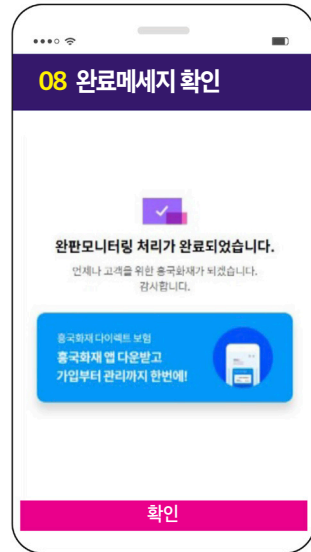 08 완료메세지 확인
완판모니터링 처리가 완료되었습니다.
언제나 고객을 위한 흥국화재가 되겠습니다.
감사합니다.
흥국화재 다이렉트 보험
흥국화재 앱 다운받고
가입부터 관리까지 한번에!
확인